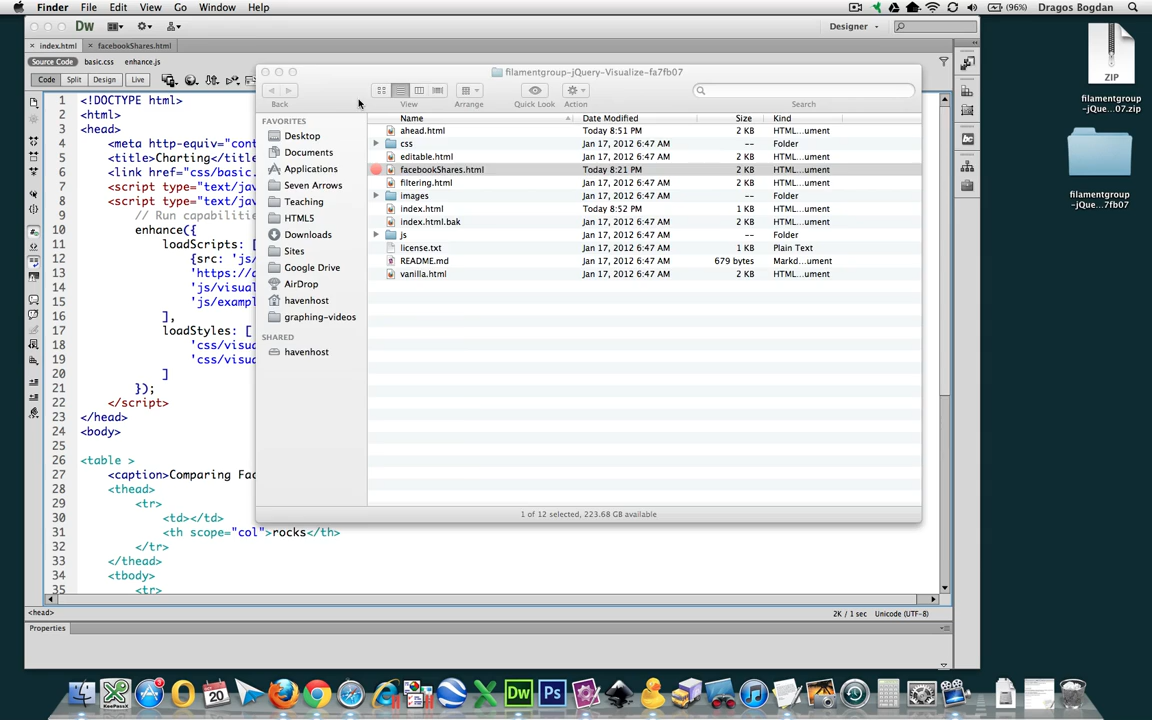 Finder File Edit View Go Window Help (96%) Dragos Bogdan
Dw Designer
index.html facebookShares.html
Source Code basic.css enhance.js
Code Split Design Live
1 <!DOCTYPE html>
2 <html>
3 <head>
4 <meta http-equiv="cont
5 <title>Charting</title
6 <link href="css/basic.
7 <script type="text/jav
8 <script type="text/jav
9 // Run capabilitie
10 enhance({
11 loadScripts: [
12 {src: 'js/
13 'https://a
14 'js/visual
15 'js/exampl
16 ],
17 loadStyles: [
18 'css/visua
19 'css/visua
20 ]
21 });
22 </script>
23 </head>
24 <body>
25
26 <table >
27 <caption>Comparing Fac
28 <thead>
29 <tr>
30 <td></td>
31 <th scope="col">rocks</th>
32 </tr>
33 </thead>
34 <tbody>
35 <tr>
<head> 2K / 1 sec Unicode (UTF-8)
Properties
filamentgroup-jQuery-Visualize-fa7fb07
Back View Arrange Quick Look Action Search
FAVORITES
Desktop
Documents
Applications
Seven Arrows
Teaching
HTML5
Downloads
Sites
Google Drive
AirDrop
havenhost
graphing-videos
SHARED
havenhost
Name Date Modified Size Kind
ahead.html Today 8:51 PM 2 KB HTML...ument
css Jan 17, 2012 6:47 AM -- Folder
editable.html Jan 17, 2012 6:47 AM 2 KB HTML...ument
facebookShares.html Today 8:21 PM 2 KB HTML...ument
filtering.html Jan 17, 2012 6:47 AM 2 KB HTML...ument
images Jan 17, 2012 6:47 AM -- Folder
index.html Today 8:52 PM 1 KB HTML...ument
index.html.bak Jan 17, 2012 6:47 AM 2 KB HTML...ument
js Jan 17, 2012 6:47 AM -- Folder
license.txt Jan 17, 2012 6:47 AM 1 KB Plain Text
README.md Jan 17, 2012 6:47 AM 679 bytes Markd...ument
vanilla.html Jan 17, 2012 6:47 AM 2 KB HTML...ument
1 of 12 selected, 223.68 GB available
ZIP
filamentgroup
-jQue...07.zip
filamentgroup
-jQue...7fb07
3 20 Dw Ps